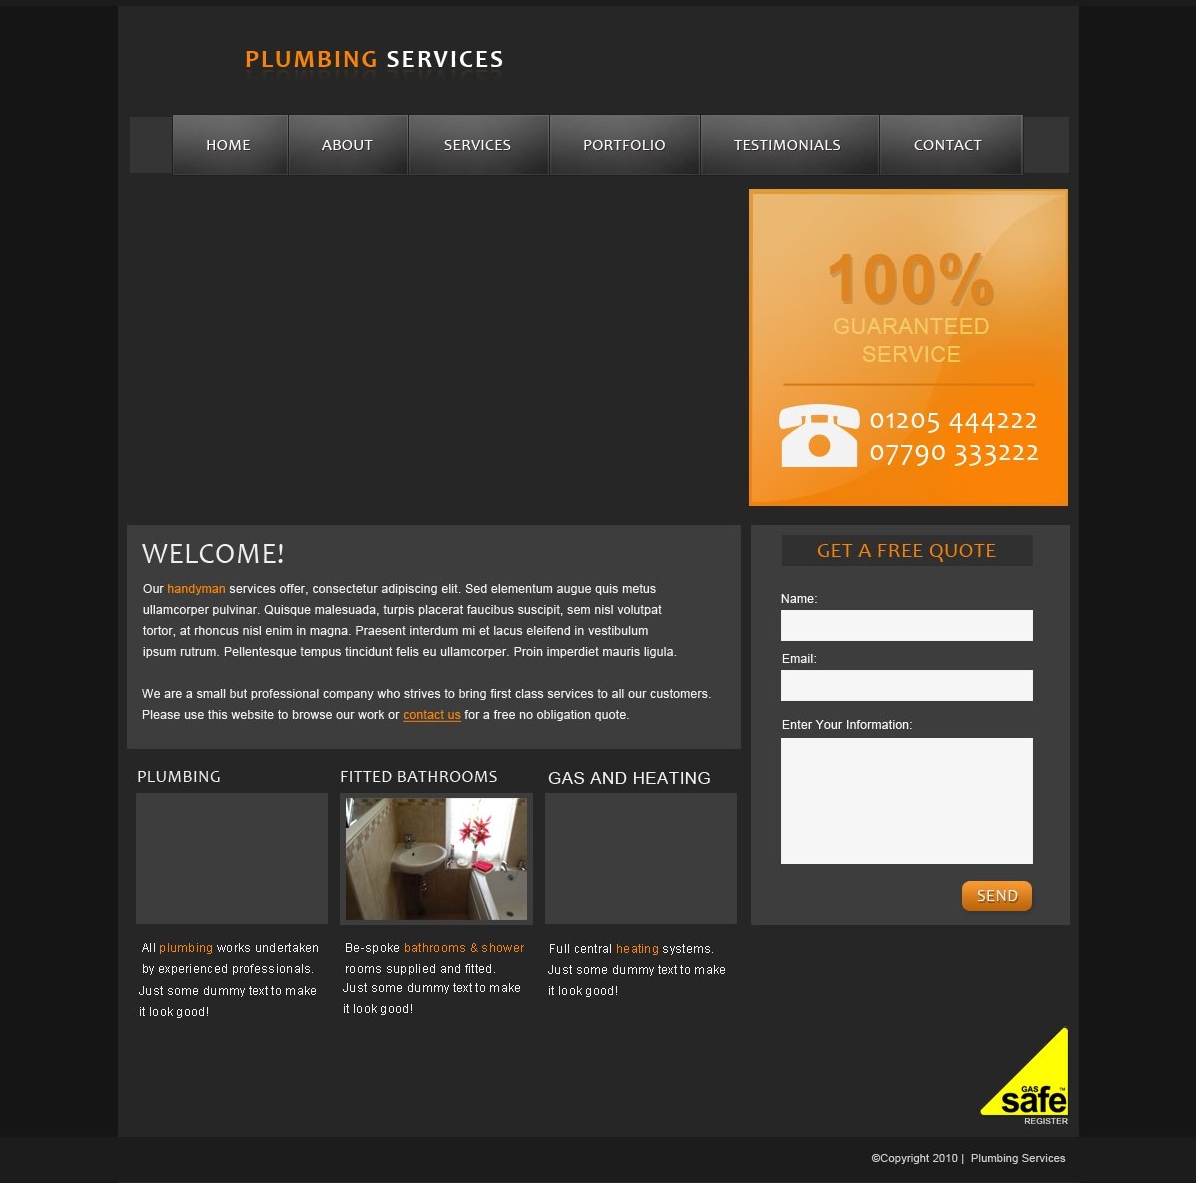 PLUMBING SERVICES
HOME ABOUT SERVICES PORTFOLIO TESTIMONIALS CONTACT
100%
GUARANTEED
SERVICE
01205 444222
07790 333222
WELCOME!
Our handyman services offer, consectetur adipiscing elit. Sed elementum augue quis metus
ullamcorper pulvinar. Quisque malesuada, turpis placerat faucibus suscipit, sem nisl volutpat
tortor, at rhoncus nisl enim in magna. Praesent interdum mi et lacus eleifend in vestibulum
ipsum rutrum. Pellentesque tempus tincidunt felis eu ullamcorper. Proin imperdiet mauris ligula.
We are a small but professional company who strives to bring first class services to all our customers.
Please use this website to browse our work or contact us for a free no obligation quote.
GET A FREE QUOTE
Name:
Email:
Enter Your Information:
SEND
PLUMBING
All plumbing works undertaken
by experienced professionals.
Just some dummy text to make
it look good!
FITTED BATHROOMS
Be-spoke bathrooms & shower
rooms supplied and fitted.
Just some dummy text to make
it look good!
GAS AND HEATING
Full central heating systems.
Just some dummy text to make
it look good!
GAS
safe™
REGISTER
©Copyright 2010 | Plumbing Services